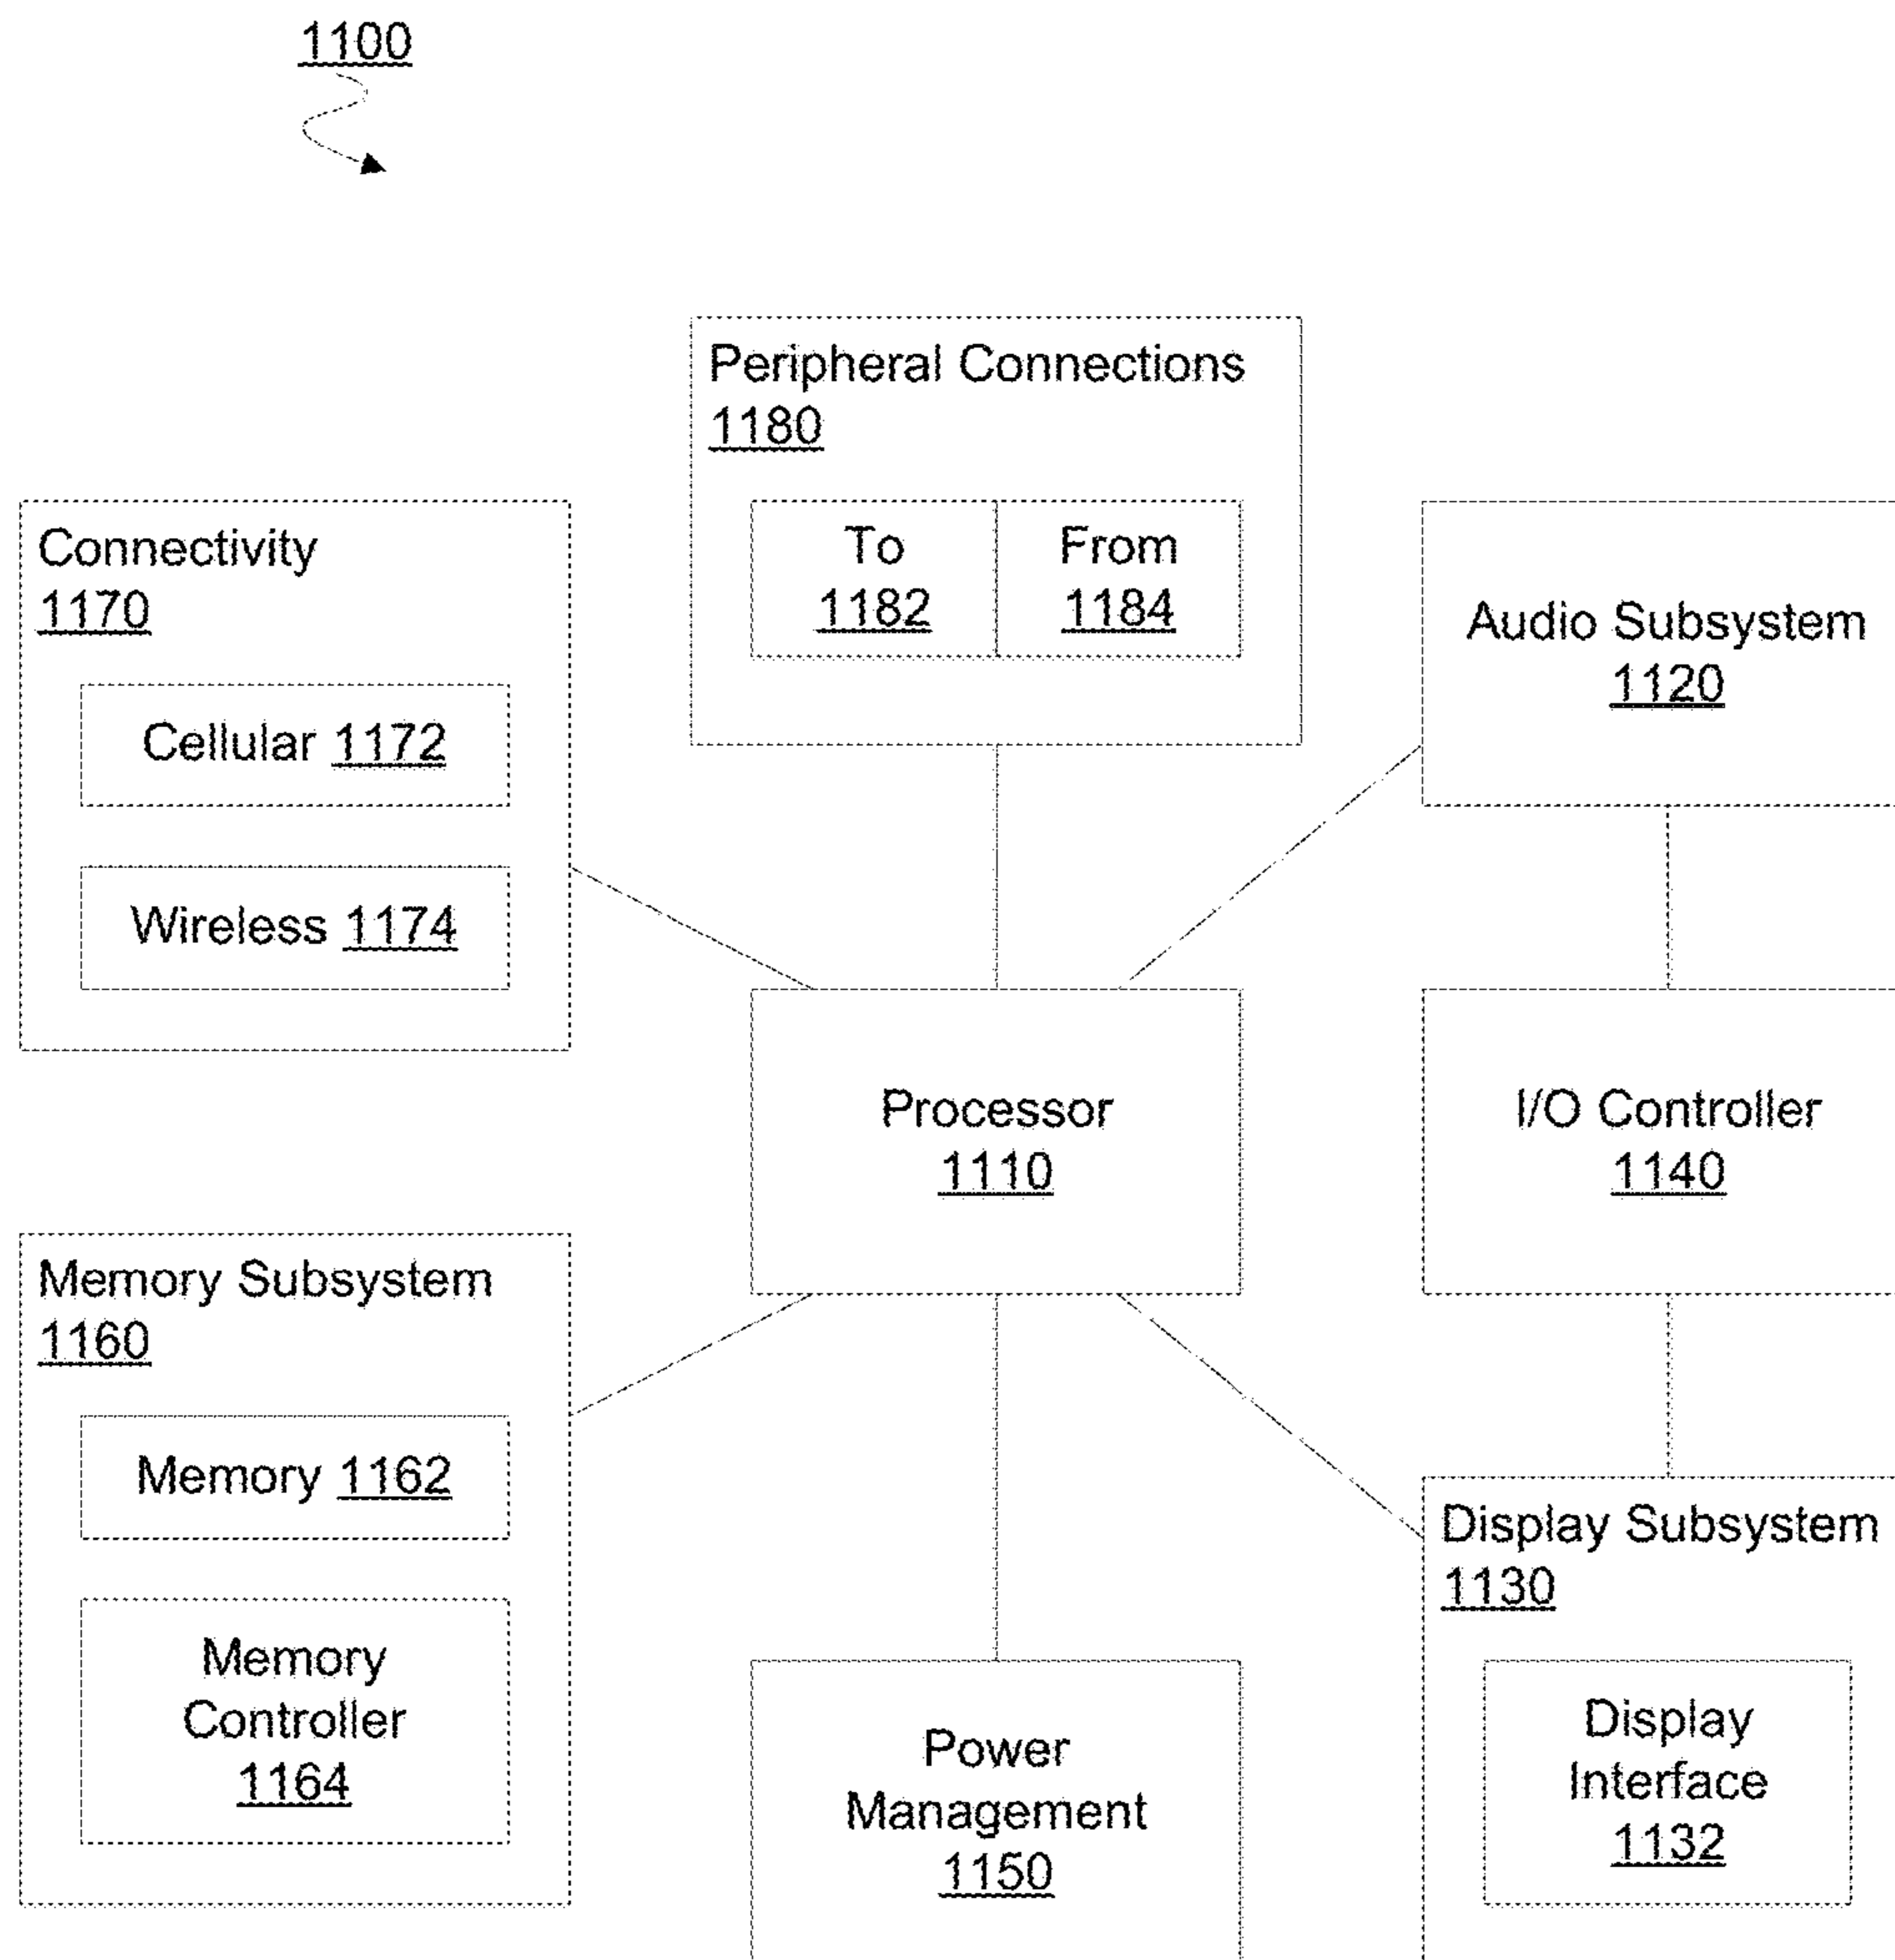 1100
Peripheral Connections
1180
To
1182
From
1184
Connectivity
1170
Cellular 1172
Wireless 1174
Audio Subsystem
1120
Processor
1110
I/O Controller
1140
Memory Subsystem
1160
Memory 1162
Memory
Controller
1164
Power
Management
1150
Display Subsystem
1130
Display
Interface
1132